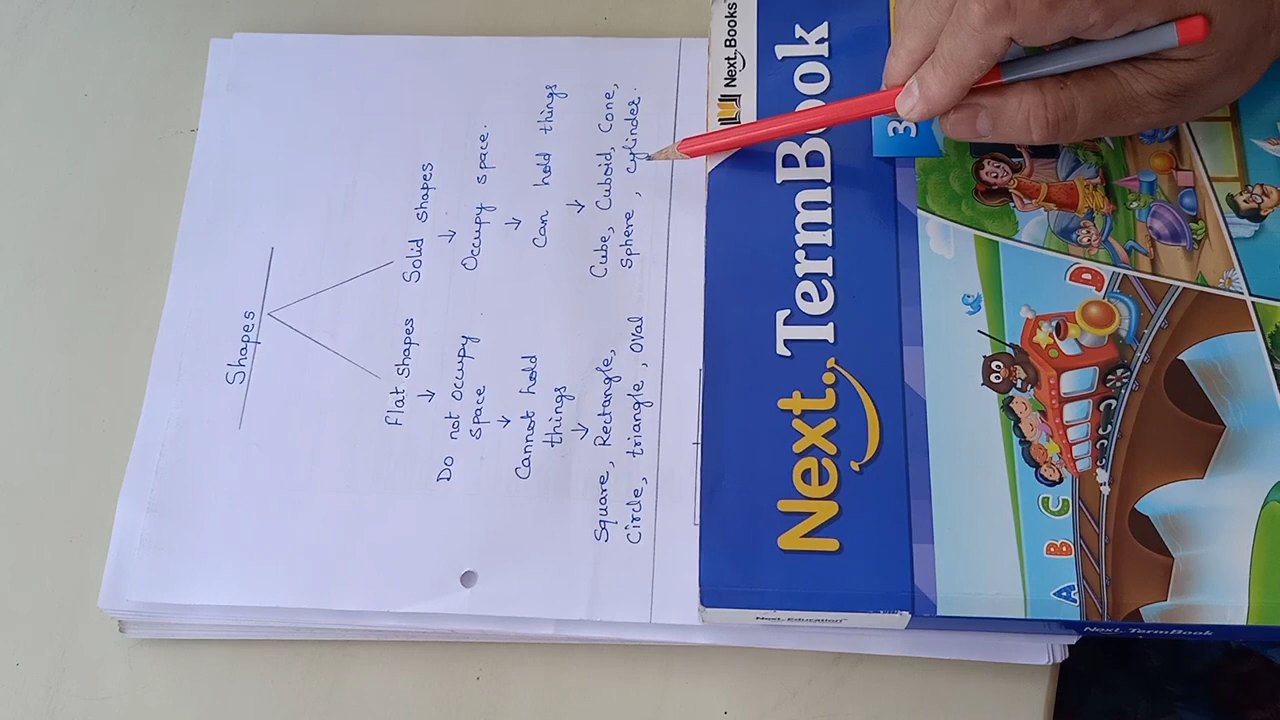 Shapes
Flat shapes Solid shapes
Do not occupy Occupy space.
space
Cannot hold Can hold things
things
Square, Rectangle, Cube, Cuboid, Cone,
Circle, triangle, oval Sphere, cylinder.
Next Books
Next TermBook
3
A B C D
Next Education
Next TermBook